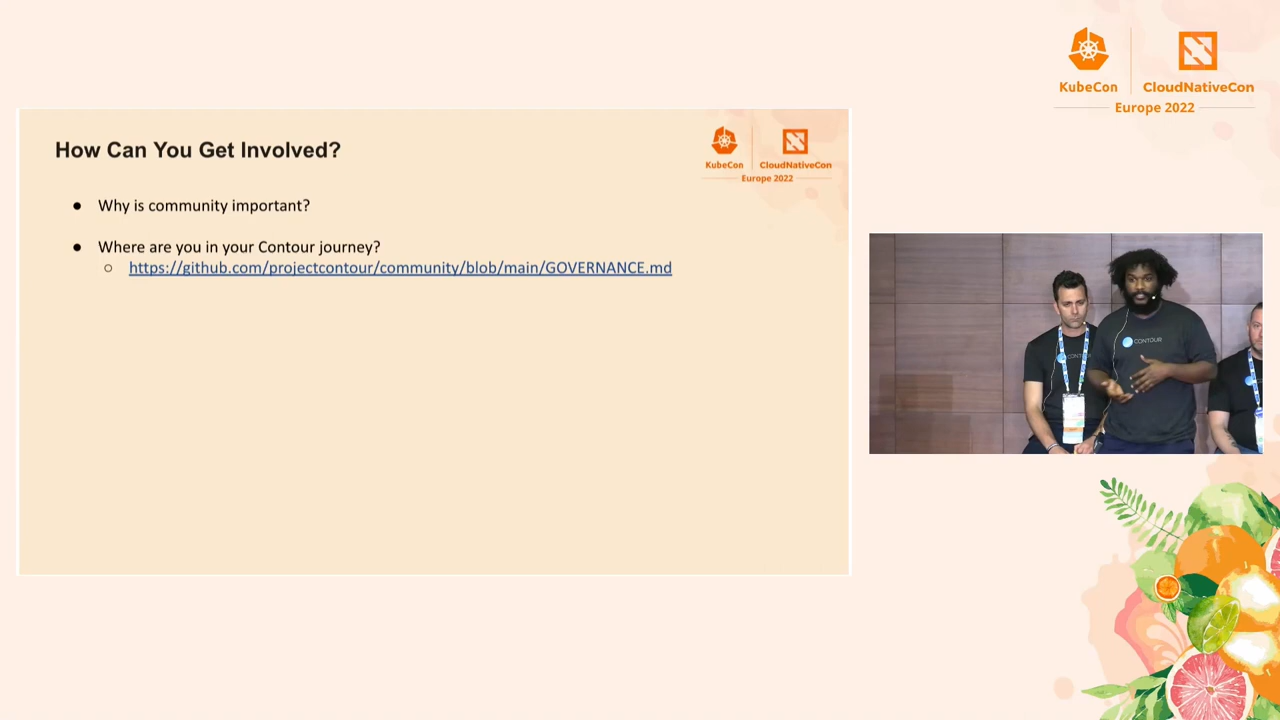 KubeCon
CloudNativeCon
Europe 2022
How Can You Get Involved?
KubeCon
CloudNativeCon
Europe 2022
● Why is community important?
● Where are you in your Contour journey?
○ https://github.com/projectcontour/community/blob/main/GOVERNANCE.md
CONTOUR